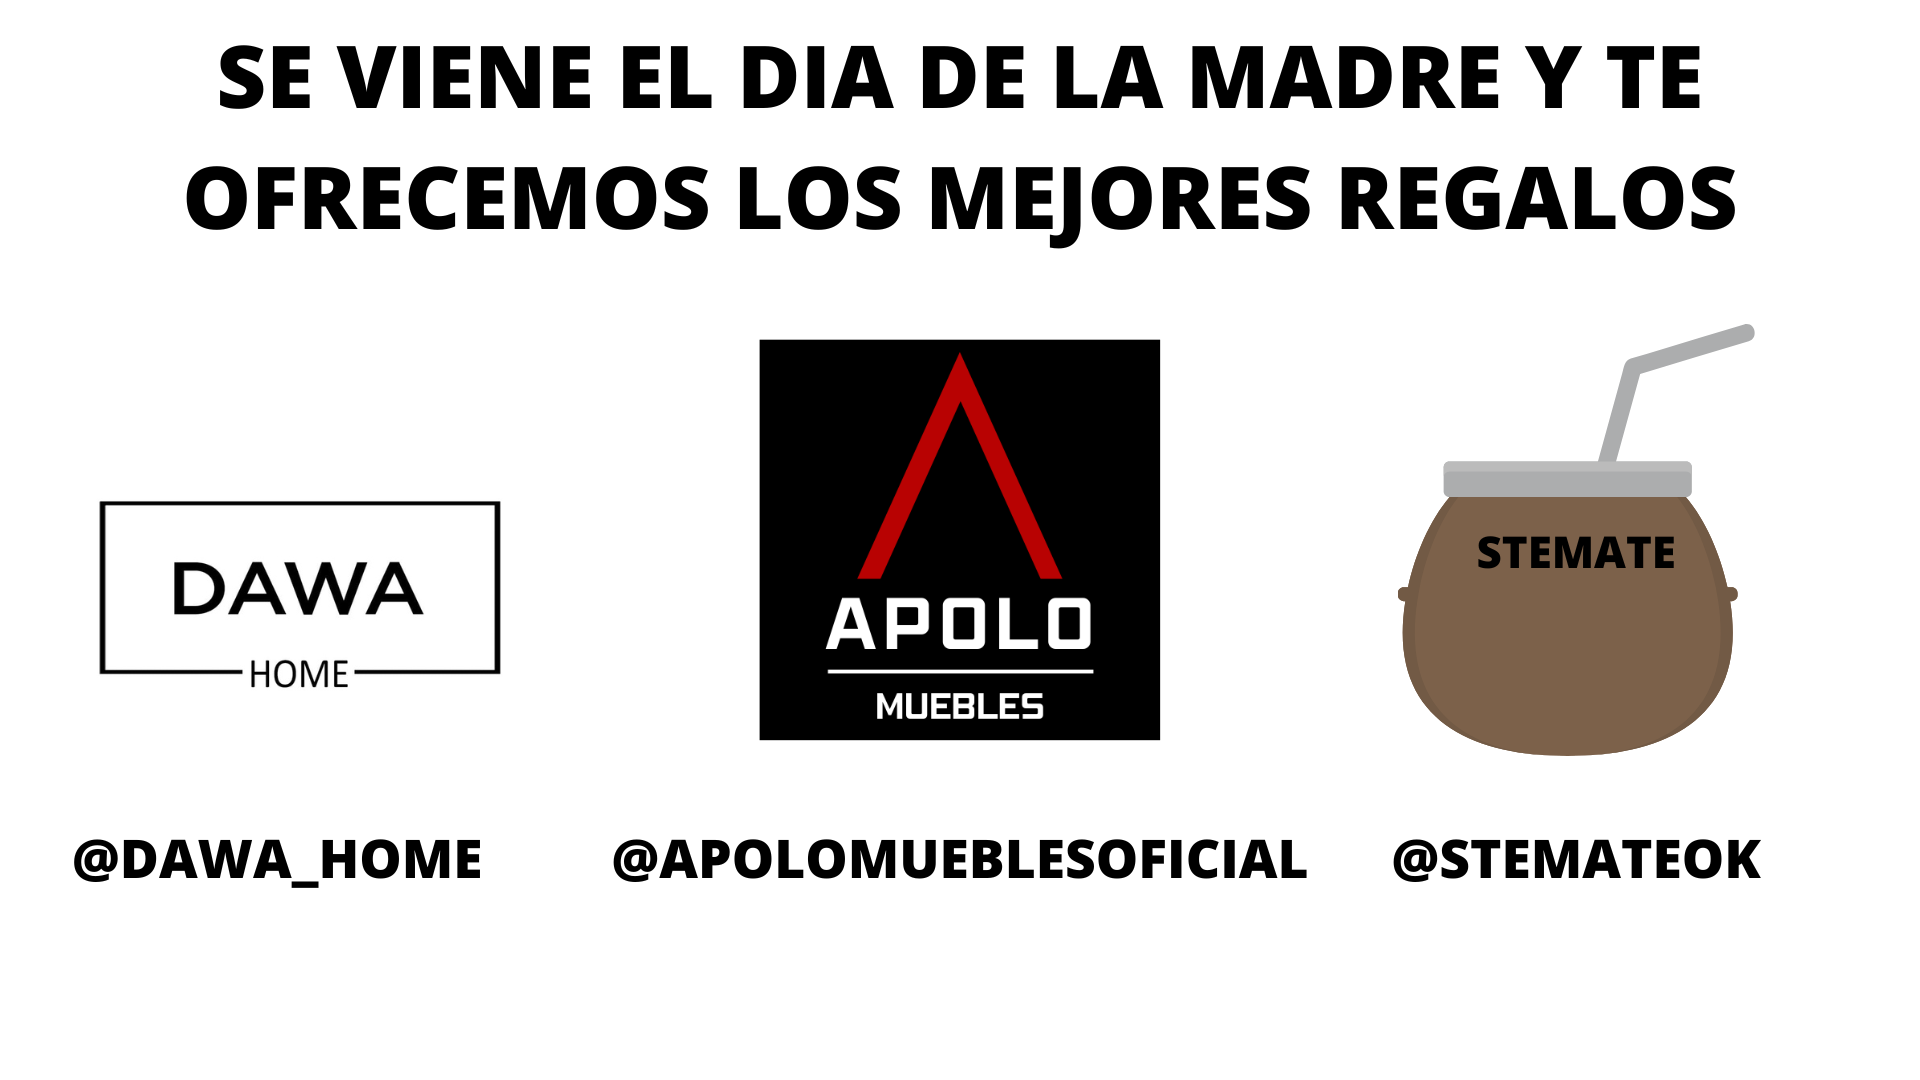 SE VIENE EL DIA DE LA MADRE Y TE
OFRECEMOS LOS MEJORES REGALOS
DAWA
HOME
APOLO
MUEBLES
STEMATE
@DAWA_HOME
@APOLOMUEBLESOFICIAL
@STEMATEOK